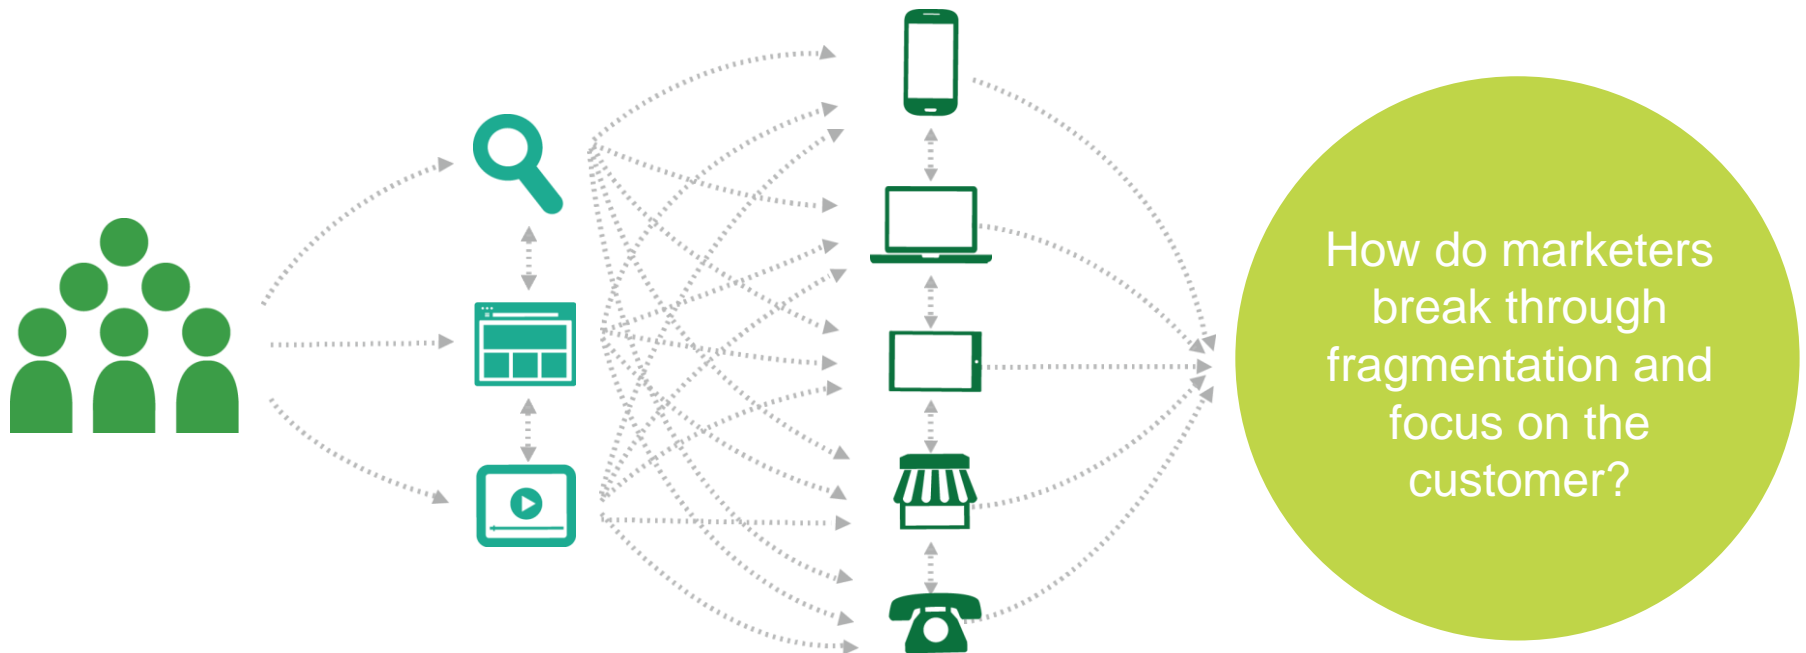 How do marketers
break through
fragmentation and
focus on the
customer?